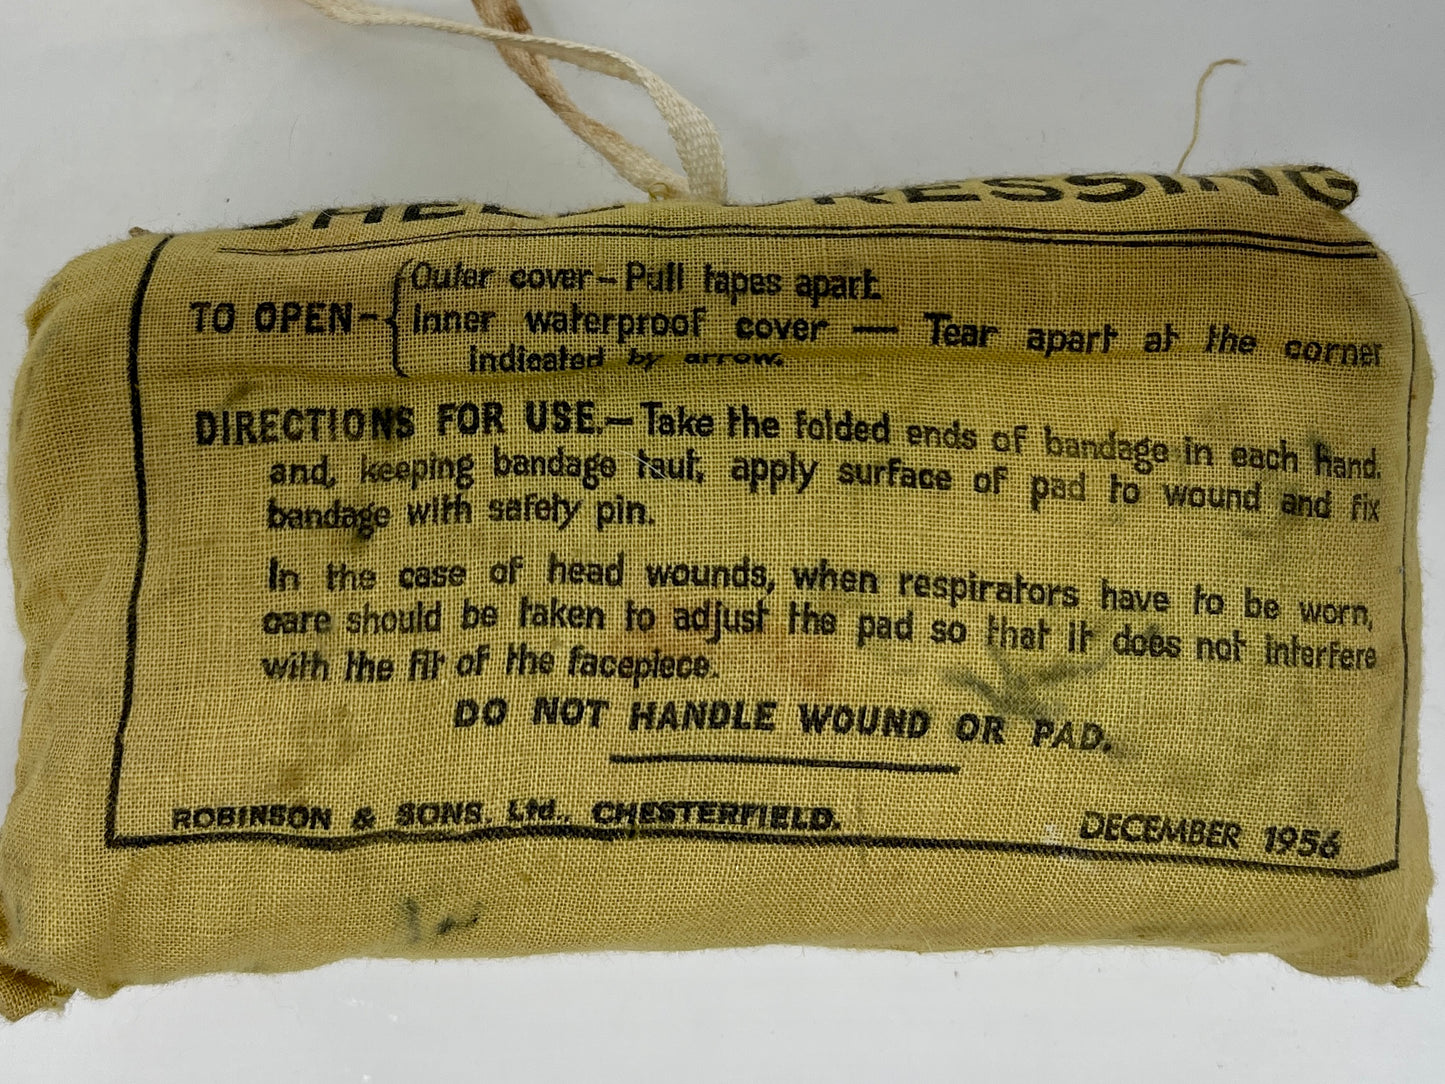 SHELL DRESSING
TO OPEN— Outer cover — Pull tapes apart.
Inner waterproof cover — Tear apart at the corner
indicated by arrow.
DIRECTIONS FOR USE.—Take the folded ends of bandage in each hand,
and, keeping bandage taut, apply surface of pad to wound and fix
bandage with safety pin.
In the case of head wounds, when respirators have to be worn,
care should be taken to adjust the pad so that it does not interfere
with the fit of the facepiece.
DO NOT HANDLE WOUND OR PAD.
ROBINSON & SONS, Ltd., CHESTERFIELD. DECEMBER 1956